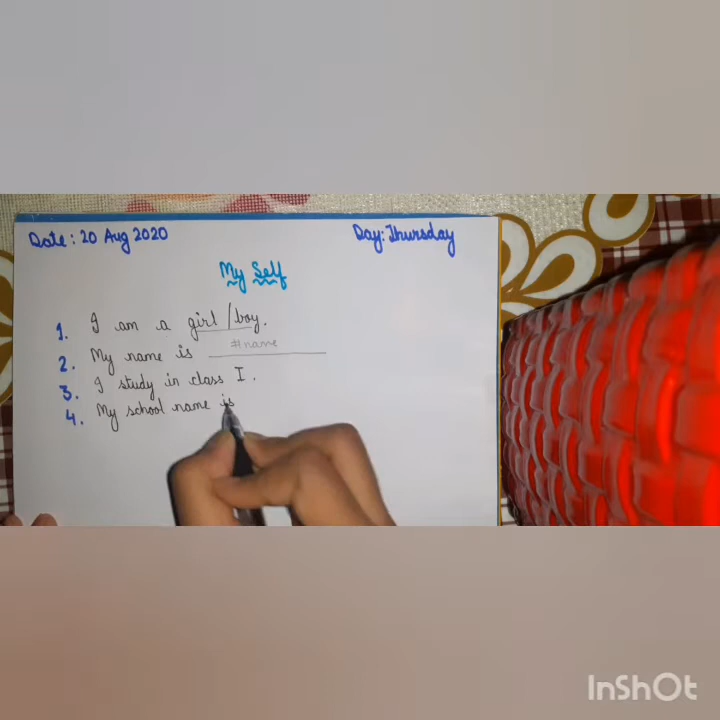 Date: 20 Aug 2020 Day: Thursday
My Self
1. I am a girl/boy.
2. My name is #name
3. I study in class I.
4. My school name is
InShOt